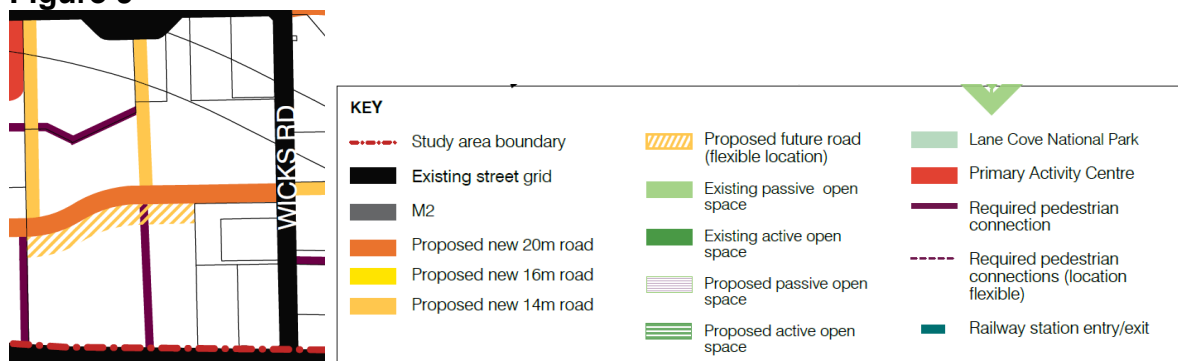 WICKS RD
KEY
Study area boundary
Existing street grid
M2
Proposed new 20m road
Proposed new 16m road
Proposed new 14m road
Proposed future road
(flexible location)
Existing passive open
space
Existing active open
space
Proposed passive open
space
Proposed active open
space
Lane Cove National Park
Primary Activity Centre
Required pedestrian
connection
Required pedestrian
connections (location
flexible)
Railway station entry/exit